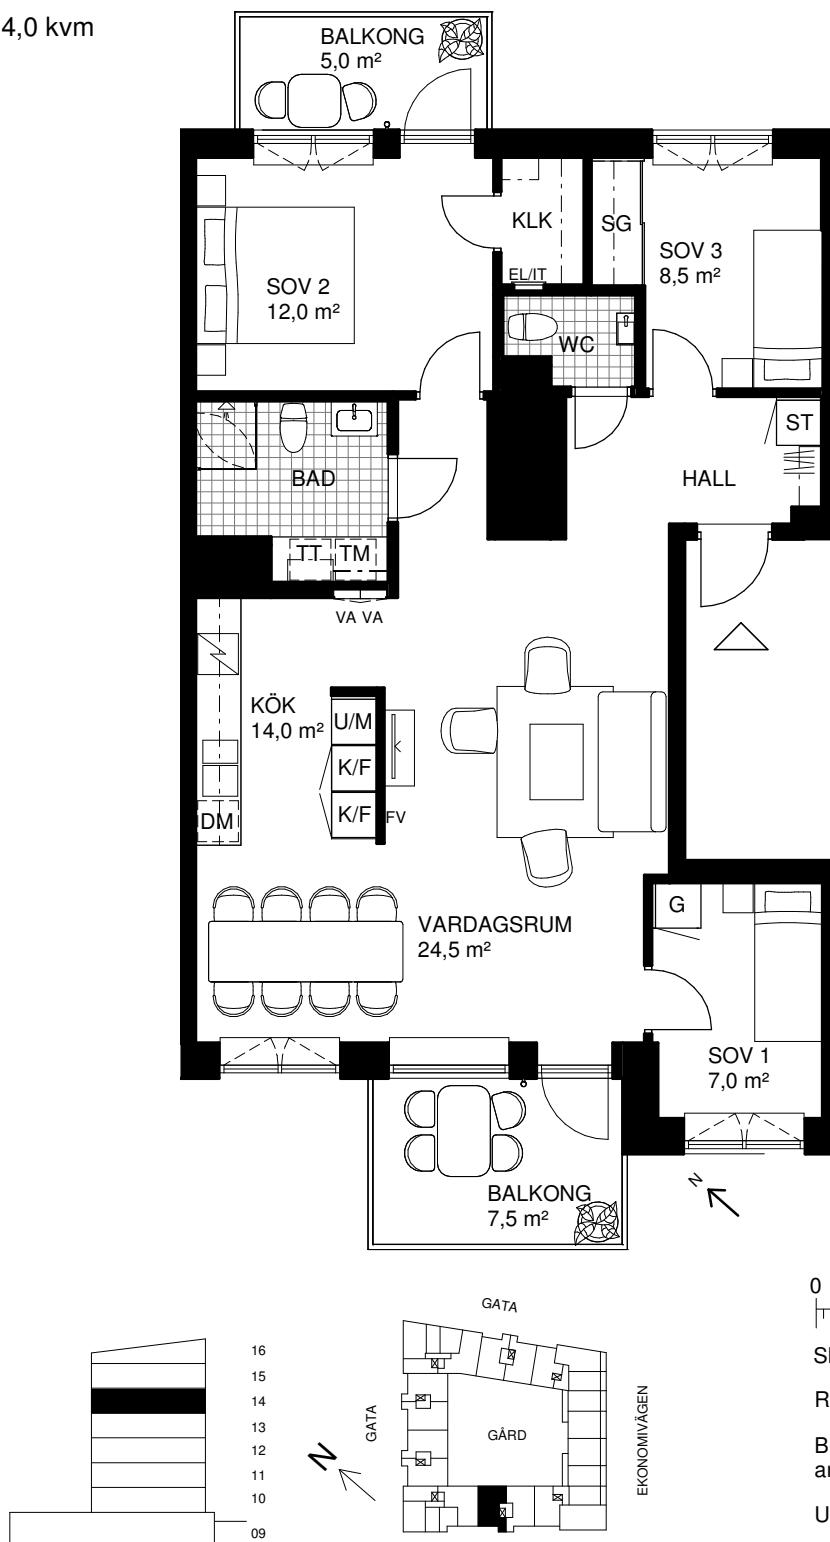 4,0 kvm
BALKONG
5,0 m²
KLK
SG
SOV 3
8,5 m²
EL/IT
SOV 2
12,0 m²
WC
ST
BAD
HALL
TT
TM
VA VA
KÖK
14,0 m²
U/M
K/F
K/F
DM
FV
G
VARDAGSRUM
24,5 m²
SOV 1
7,0 m²
N
BALKONG
7,5 m²
0
16
15
14
13
12
11
10
09
N
GATA
GATA
GÅRD
EKONOMIVÄGEN
R
B
U